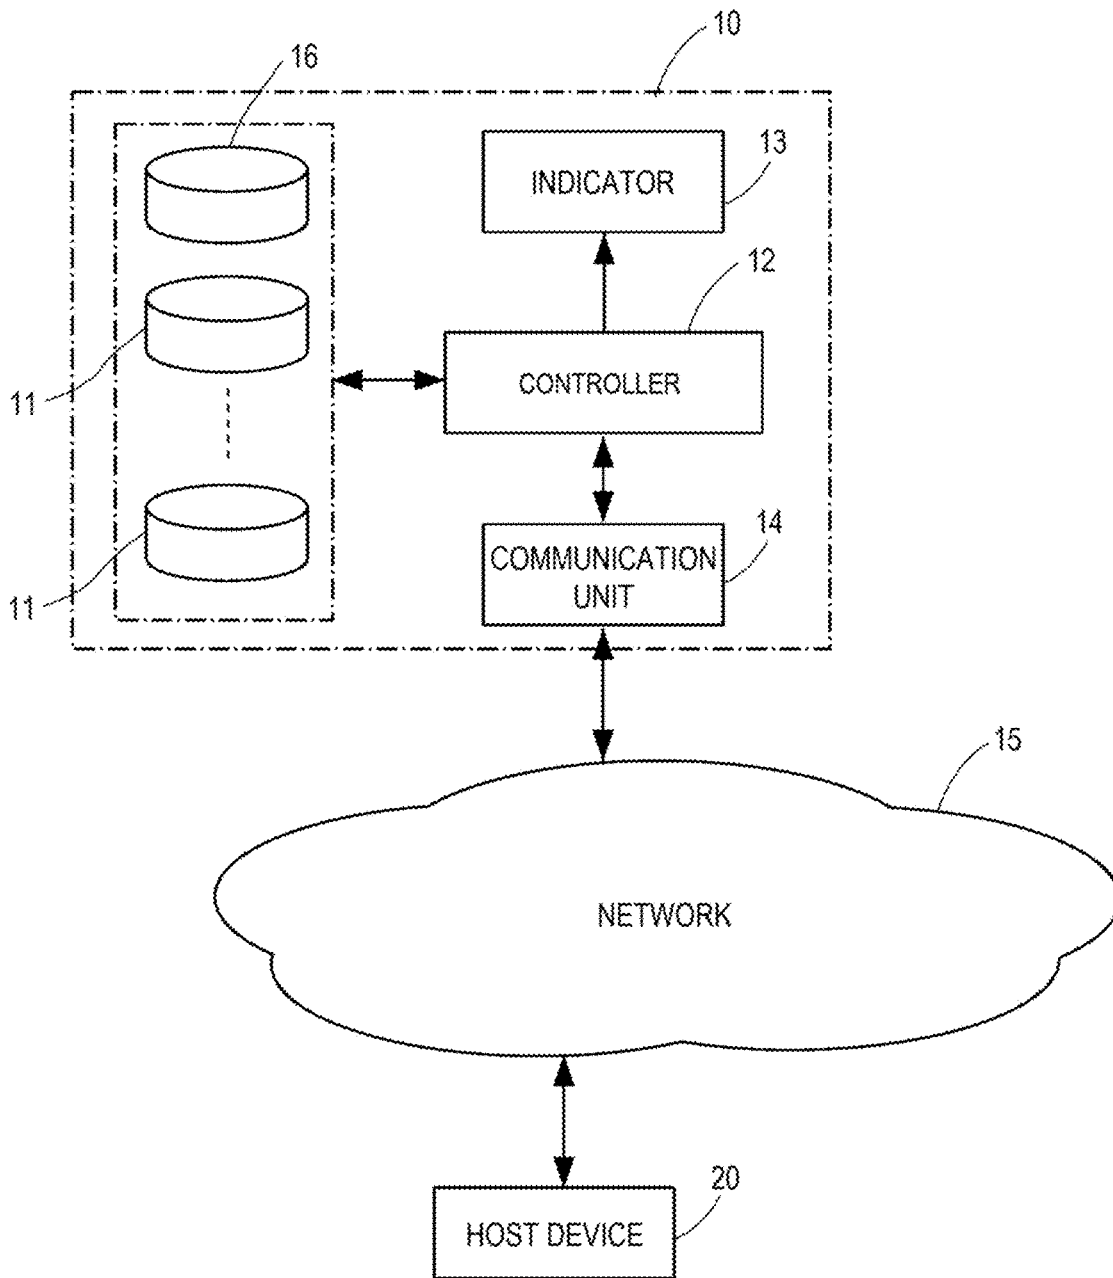 10
16
INDICATOR
13
12
CONTROLLER
11
COMMUNICATION
UNIT
14
11
15
NETWORK
20
HOST DEVICE